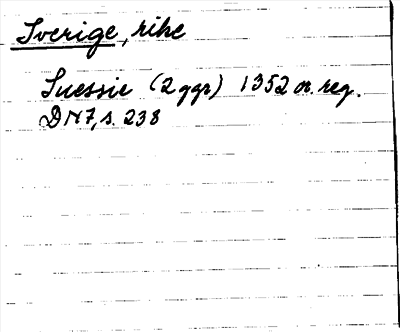 Sverige, rike
Suessie (2 ggr) 1352 or. reg.
DN 7, s. 238